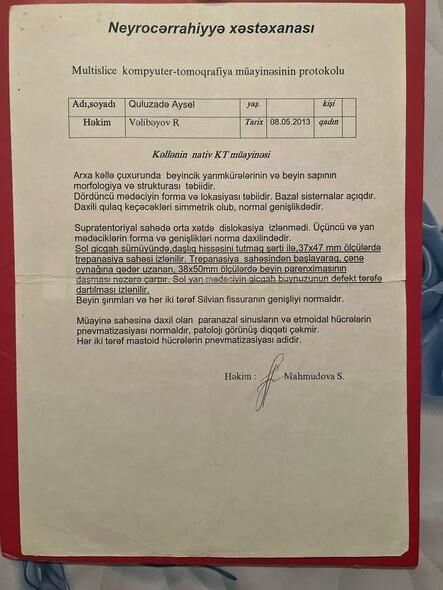 Neyrocərrahiyyə xəstəxanası
Multislice kompyuter-tomoqrafiya müayinəsinin protokolu
Adı,soyadı Quluzadə Aysel yaş. kişi
Həkim Vəlibəyov R Tarix 08.05.2013 qadın
Kəllənin nativ KT müayinəsi
Arxa kəllə çuxurunda beyincik yarımkürələrinin və beyin sapının
morfologiya və strukturası təbiidir.
Dördüncü mədəciyin forma və lokasiyası təbiidir. Bazal sisternalar açıqdır.
Daxili qulaq keçəcəkləri simmetrik olub, normal genişlikdədir.
Supratentorial sahədə orta xətdə dislokasiya izlənmədi. Üçüncü və yan
mədəciklərin forma və genişlikləri norma daxilindədir.
Sol gicgah sümüyündə,daşlıq hissəsini tutmaq şərti ilə,37x47 mm ölçülərdə
trepanasiya sahəsi izlənilir. Trepanasiya sahəsindən başlayaraq, çənə
oynağına qədər uzanan, 38x50mm ölçülərdə beyin parenximasının
daşması nəzərə çarpır. Sol yan mədəciyin gicgah buynuzunun defekt tərəfə
dartılması izlənilir.
Beyin şırımları və hər iki tərəf Silvian fissuranın genişliyi normaldır.
Müayinə sahəsinə daxil olan paranazal sinusların və etmoidal hücrələrin
pnevmatizasiyası normaldır, patoloji görünüş diqqəti çəkmir.
Hər iki tərəf mastoid hücrələrin pnevmatizasiyası adidir.
Həkim : Mahmudova S.